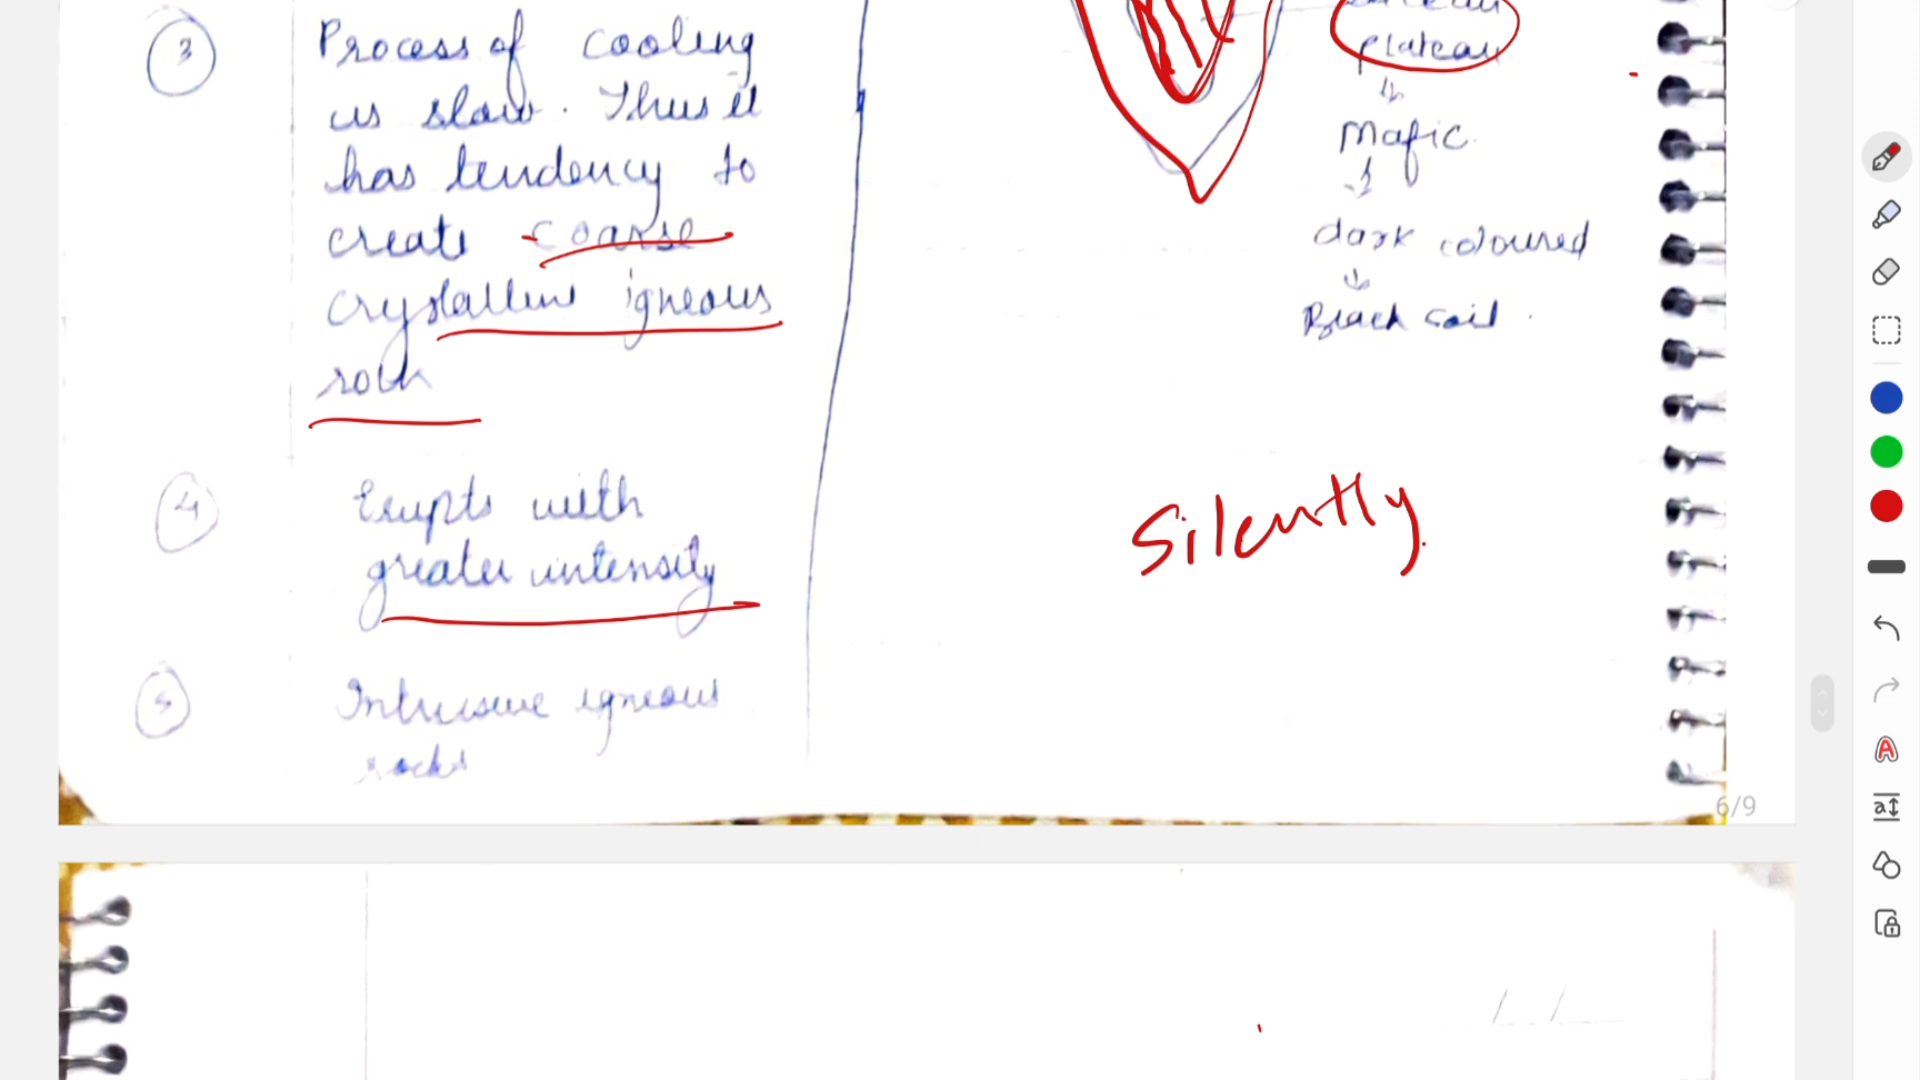 3
Process of cooling
is slow. Thus it
has tendency to
create coarse
crystalline igneous
rock
plateau
Mafic
dark coloured
Black soil.
4
Erupts with
greater intensity
Silently.
5
Intrusive igneous
rocks
6/9